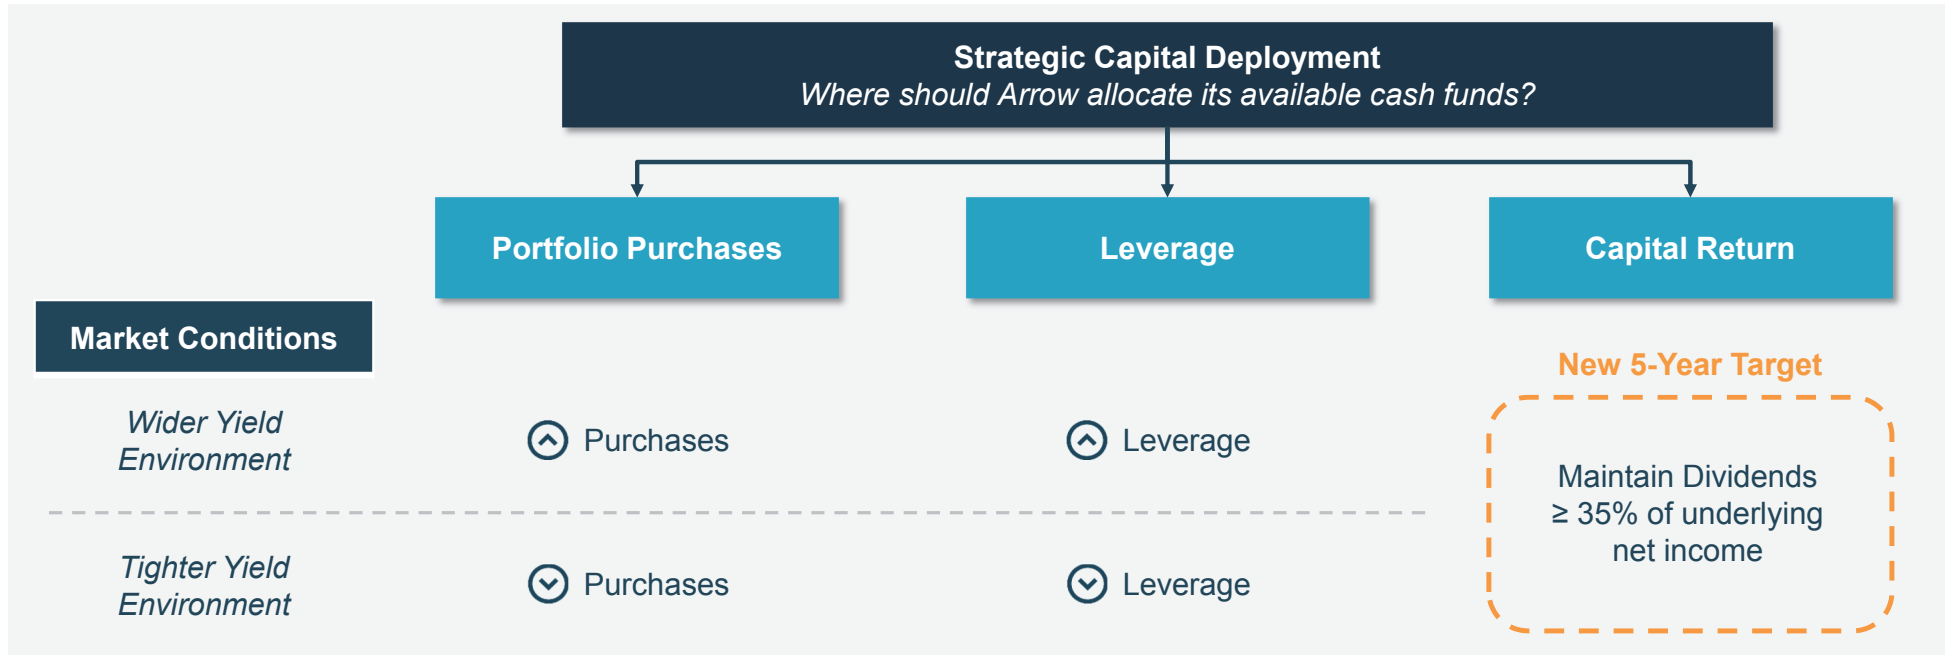 Strategic Capital Deployment
Where should Arrow allocate its available cash funds?
Portfolio Purchases
Leverage
Capital Return
Market Conditions
New 5-Year Target
Wider Yield
Environment
Purchases
Leverage
Maintain Dividends
≥ 35% of underlying
net income
Tighter Yield
Environment
Purchases
Leverage